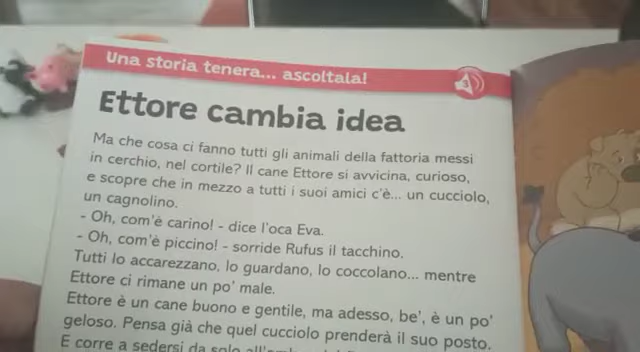 Una storia tenera... ascoltala!
3
Ettore cambia idea
Ma che cosa ci fanno tutti gli animali della fattoria messi
in cerchio, nel cortile? Il cane Ettore si avvicina, curioso,
e scopre che in mezzo a tutti i suoi amici c'è... un cucciolo,
un cagnolino.
- Oh, com'è carino! - dice l'oca Eva.
- Oh, com'è piccino! - sorride Rufus il tacchino.
Tutti lo accarezzano, lo guardano, lo coccolano... mentre
Ettore ci rimane un po' male.
Ettore è un cane buono e gentile, ma adesso, be', è un po'
geloso. Pensa già che quel cucciolo prenderà il suo posto.
E corre a sedersi da solo